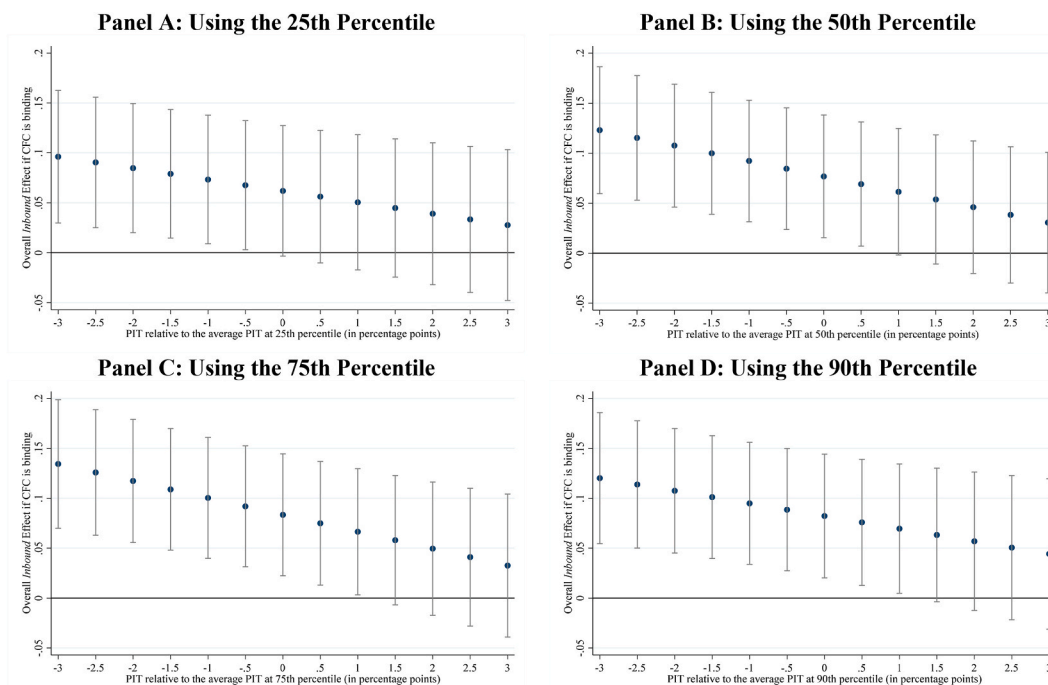 Panel A: Using the 25th Percentile
Overall Inbound Effect if CFC is binding
.2
.15
.1
.05
0
-.05
-3 -2.5 -2 -1.5 -1 -.5 0 .5 1 1.5 2 2.5 3
PIT relative to the average PIT at 25th percentile (in percentage points)
Panel B: Using the 50th Percentile
Overall Inbound Effect if CFC is binding
.2
.15
.1
.05
0
-.05
-3 -2.5 -2 -1.5 -1 -.5 0 .5 1 1.5 2 2.5 3
PIT relative to the average PIT at 50th percentile (in percentage points)
Panel C: Using the 75th Percentile
Overall Inbound Effect if CFC is binding
.2
.15
.1
.05
0
-.05
-3 -2.5 -2 -1.5 -1 -.5 0 .5 1 1.5 2 2.5 3
PIT relative to the average PIT at 75th percentile (in percentage points)
Panel D: Using the 90th Percentile
Overall Inbound Effect if CFC is binding
.2
.15
.1
.05
0
-.05
-3 -2.5 -2 -1.5 -1 -.5 0 .5 1 1.5 2 2.5 3
PIT relative to the average PIT at 90th percentile (in percentage points)